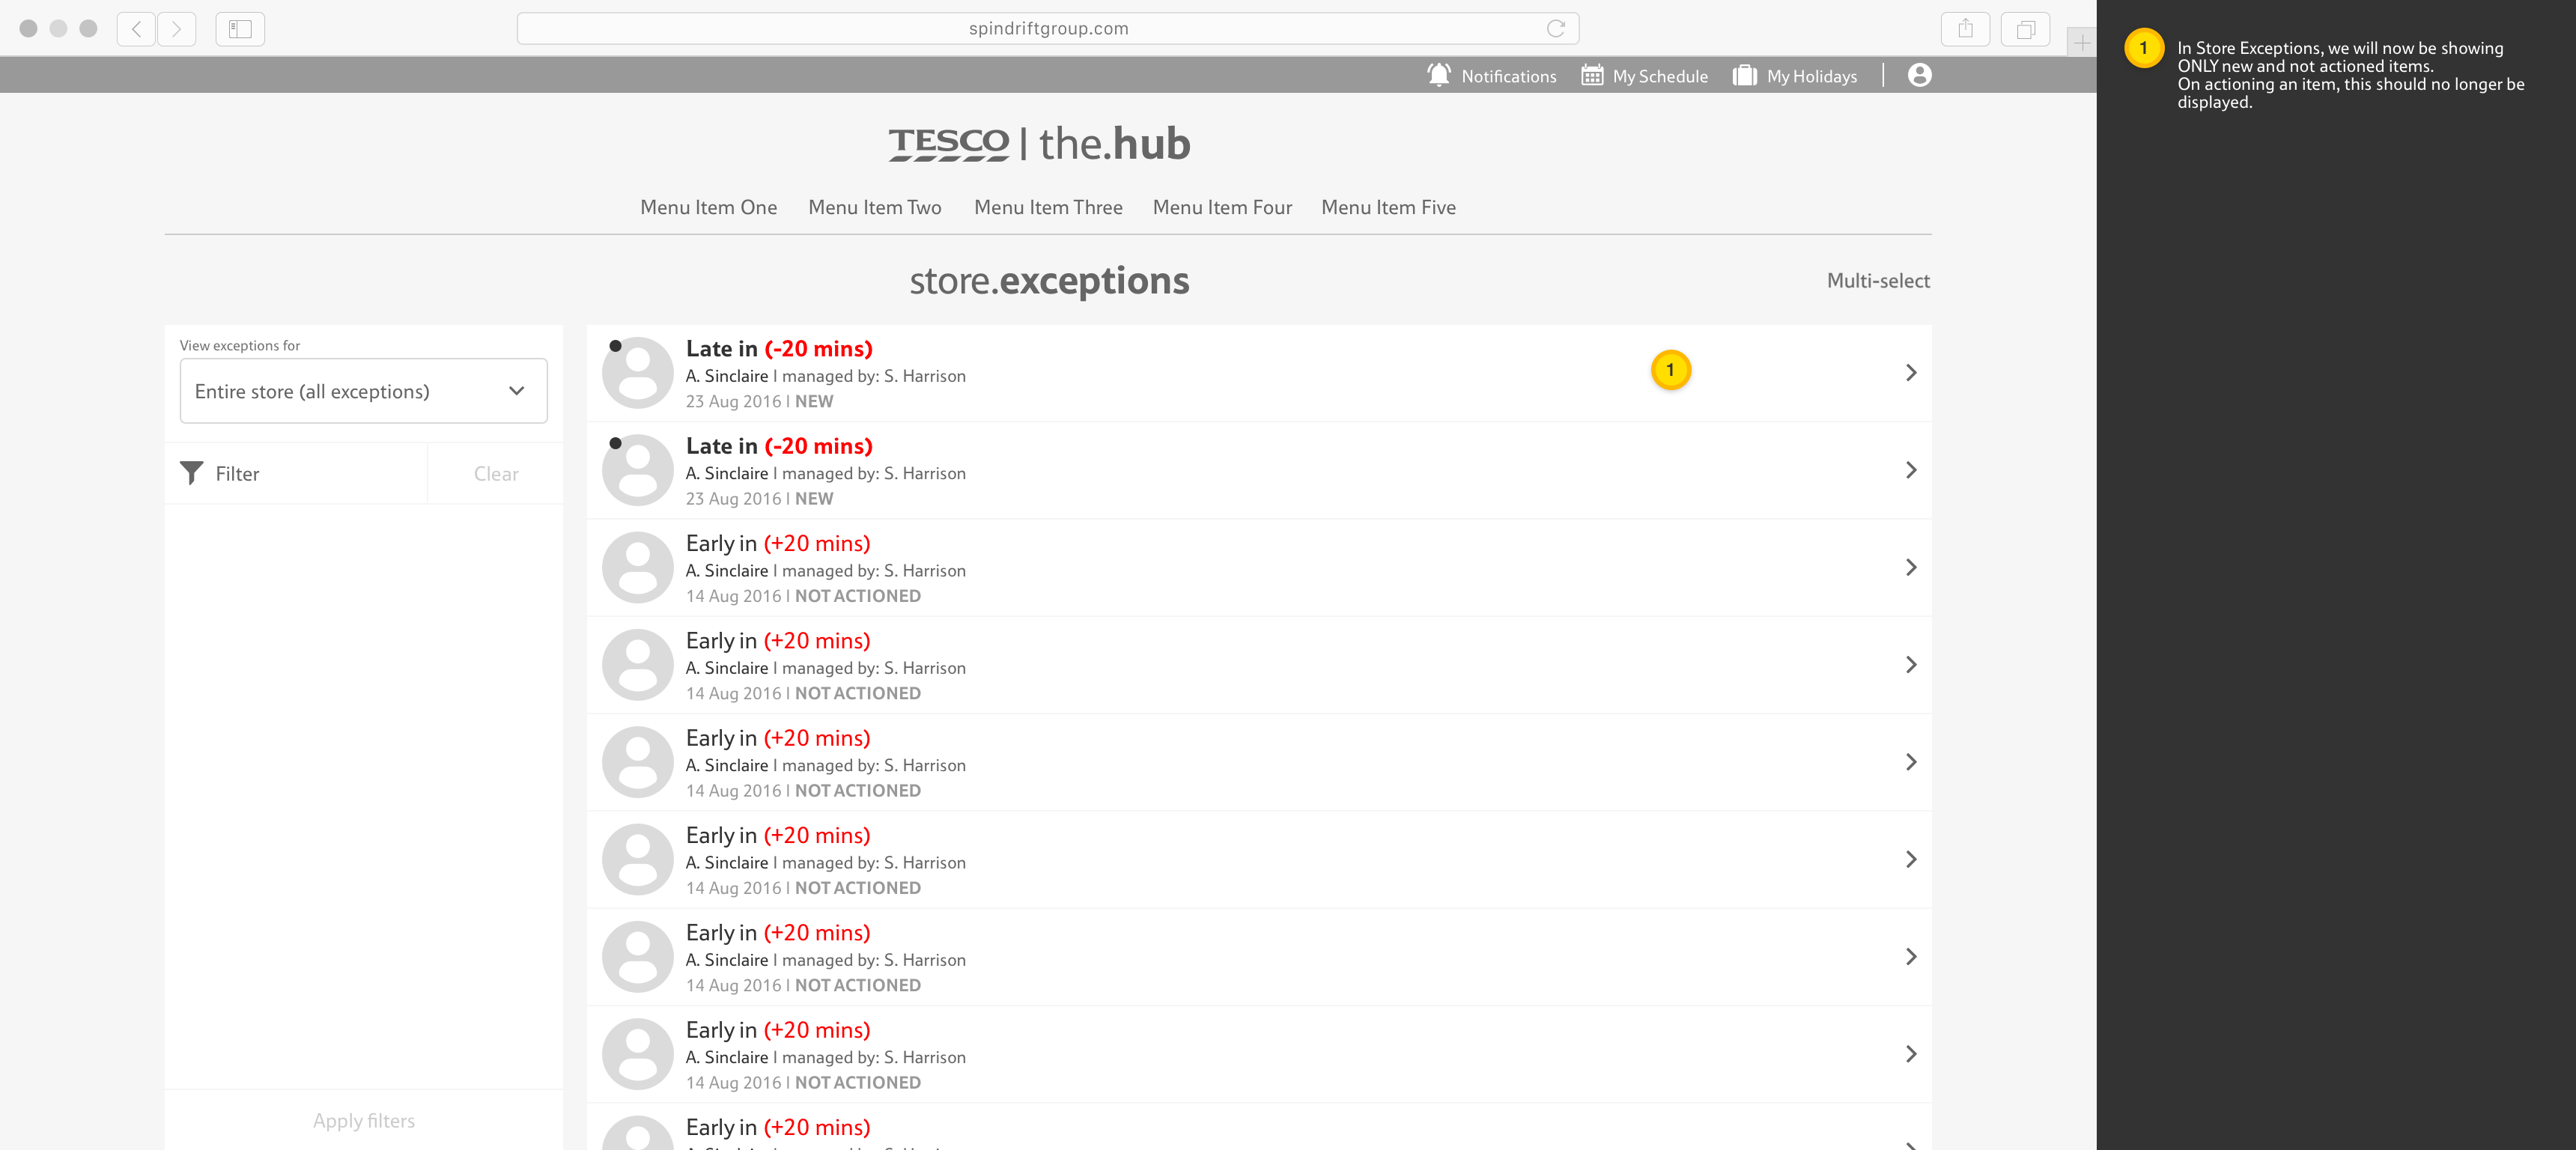 spindriftgroup.com
Notifications My Schedule My Holidays
TESCO | the.hub
Menu Item One Menu Item Two Menu Item Three Menu Item Four Menu Item Five
store.exceptions
Multi-select
View exceptions for
Entire store (all exceptions)
Filter Clear
Apply filters
Late in (-20 mins)
A. Sinclaire | managed by: S. Harrison
23 Aug 2016 | NEW
1
Late in (-20 mins)
A. Sinclaire | managed by: S. Harrison
23 Aug 2016 | NEW
Early in (+20 mins)
A. Sinclaire | managed by: S. Harrison
14 Aug 2016 | NOT ACTIONED
Early in (+20 mins)
A. Sinclaire | managed by: S. Harrison
14 Aug 2016 | NOT ACTIONED
Early in (+20 mins)
A. Sinclaire | managed by: S. Harrison
14 Aug 2016 | NOT ACTIONED
Early in (+20 mins)
A. Sinclaire | managed by: S. Harrison
14 Aug 2016 | NOT ACTIONED
Early in (+20 mins)
A. Sinclaire | managed by: S. Harrison
14 Aug 2016 | NOT ACTIONED
Early in (+20 mins)
A. Sinclaire | managed by: S. Harrison
14 Aug 2016 | NOT ACTIONED
Early in (+20 mins)
1
In Store Exceptions, we will now be showing
ONLY new and not actioned items.
On actioning an item, this should no longer be
displayed.